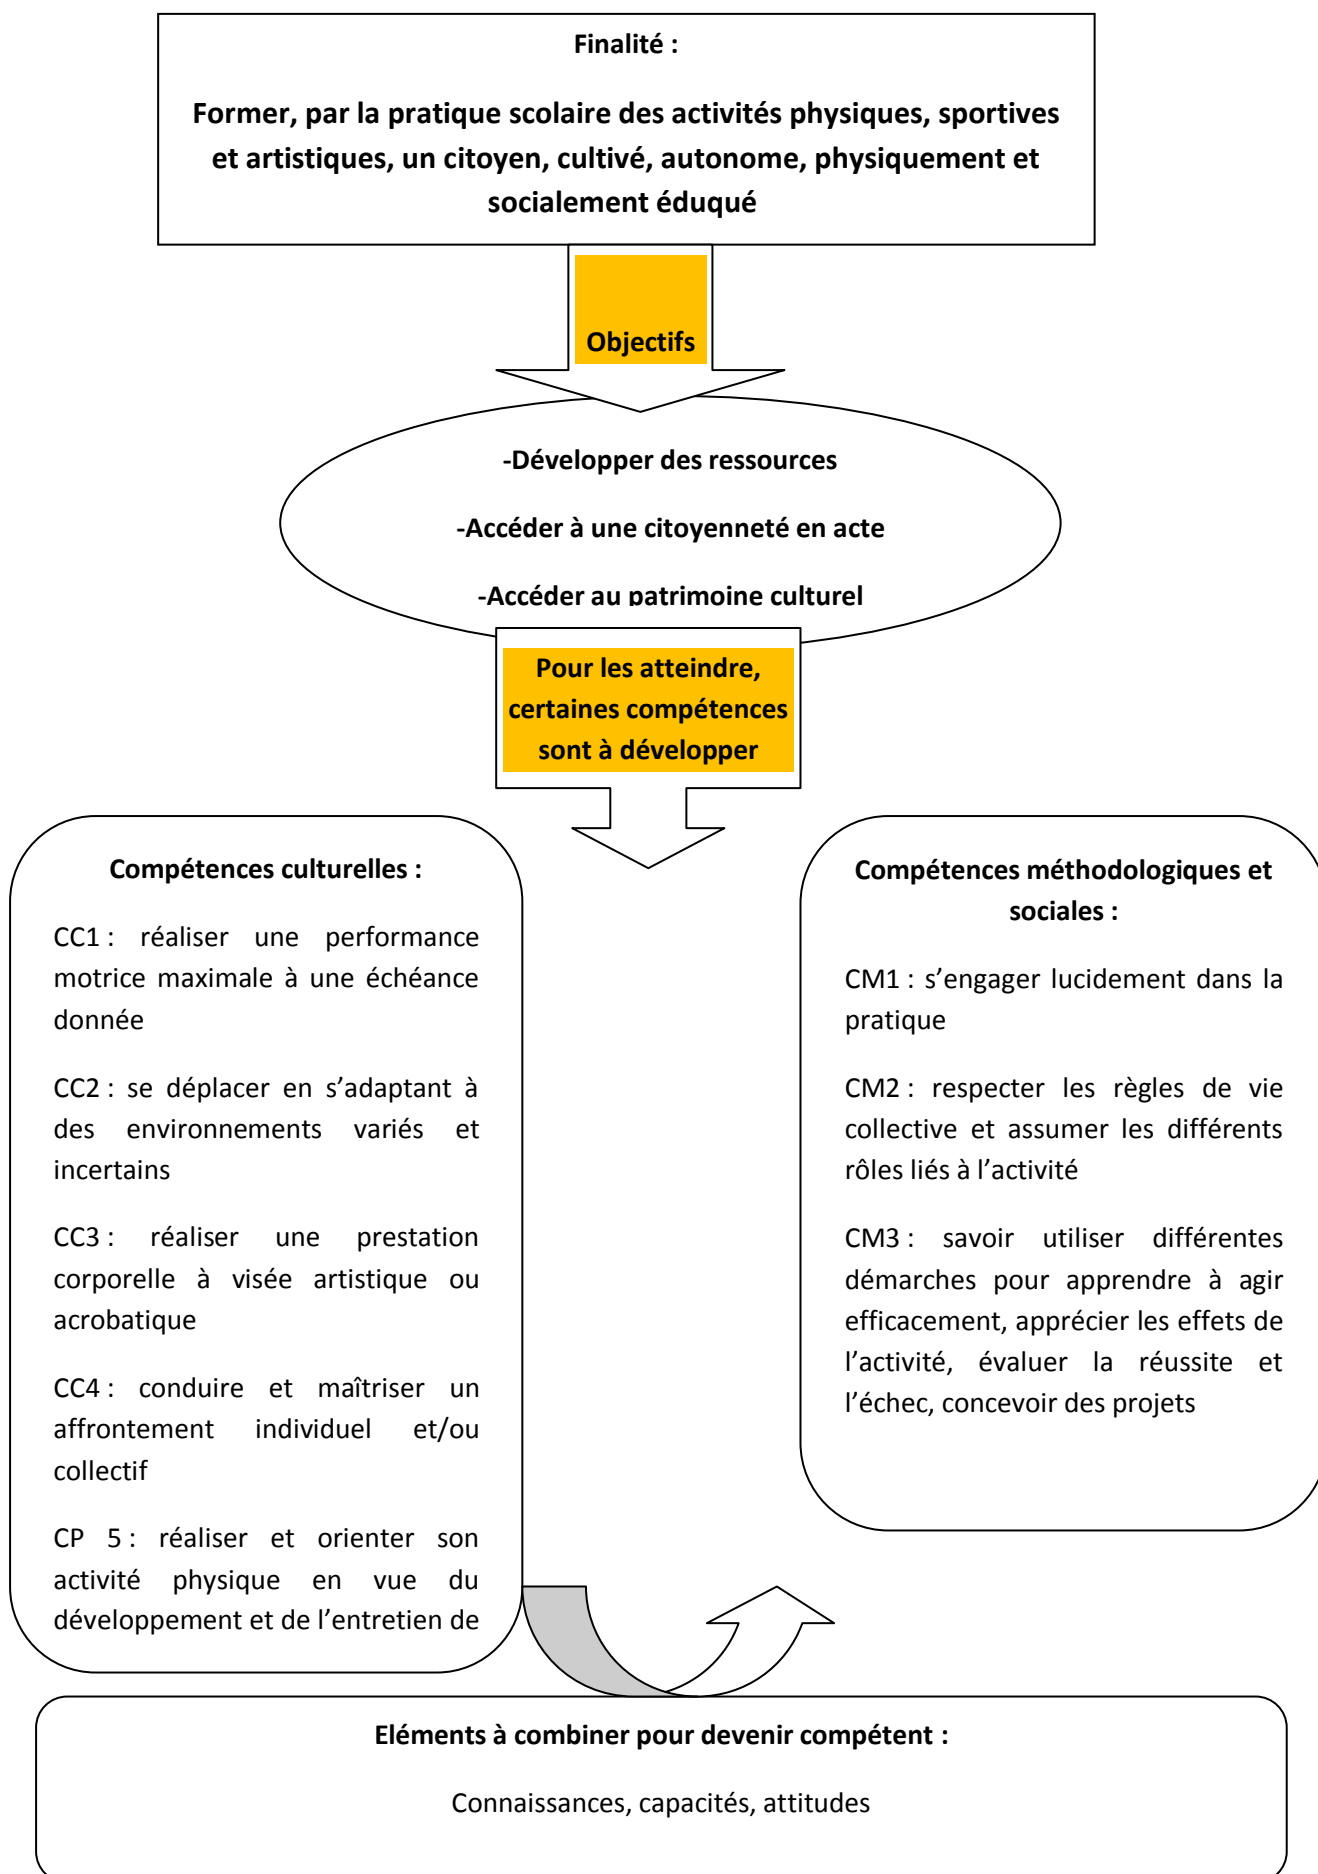 Finalité :
Former, par la pratique scolaire des activités physiques, sportives
et artistiques, un citoyen, cultivé, autonome, physiquement et
socialement éduqué
Objectifs
-Développer des ressources
-Accéder à une citoyenneté en acte
-Accéder au patrimoine culturel
Pour les atteindre,
certaines compétences
sont à développer
Compétences culturelles :
CC1 : réaliser une performance
motrice maximale à une échéance
donnée
CC2 : se déplacer en s’adaptant à
des environnements variés et
incertains
CC3 : réaliser une prestation
corporelle à visée artistique ou
acrobatique
CC4 : conduire et maîtriser un
affrontement individuel et/ou
collectif
CP 5 : réaliser et orienter son
activité physique en vue du
développement et de l’entretien de
Compétences méthodologiques et
sociales :
CM1 : s’engager lucidement dans la
pratique
CM2 : respecter les règles de vie
collective et assumer les différents
rôles liés à l’activité
CM3 : savoir utiliser différentes
démarches pour apprendre à agir
efficacement, apprécier les effets de
l’activité, évaluer la réussite et
l’échec, concevoir des projets
Eléments à combiner pour devenir compétent :
Connaissances, capacités, attitudes